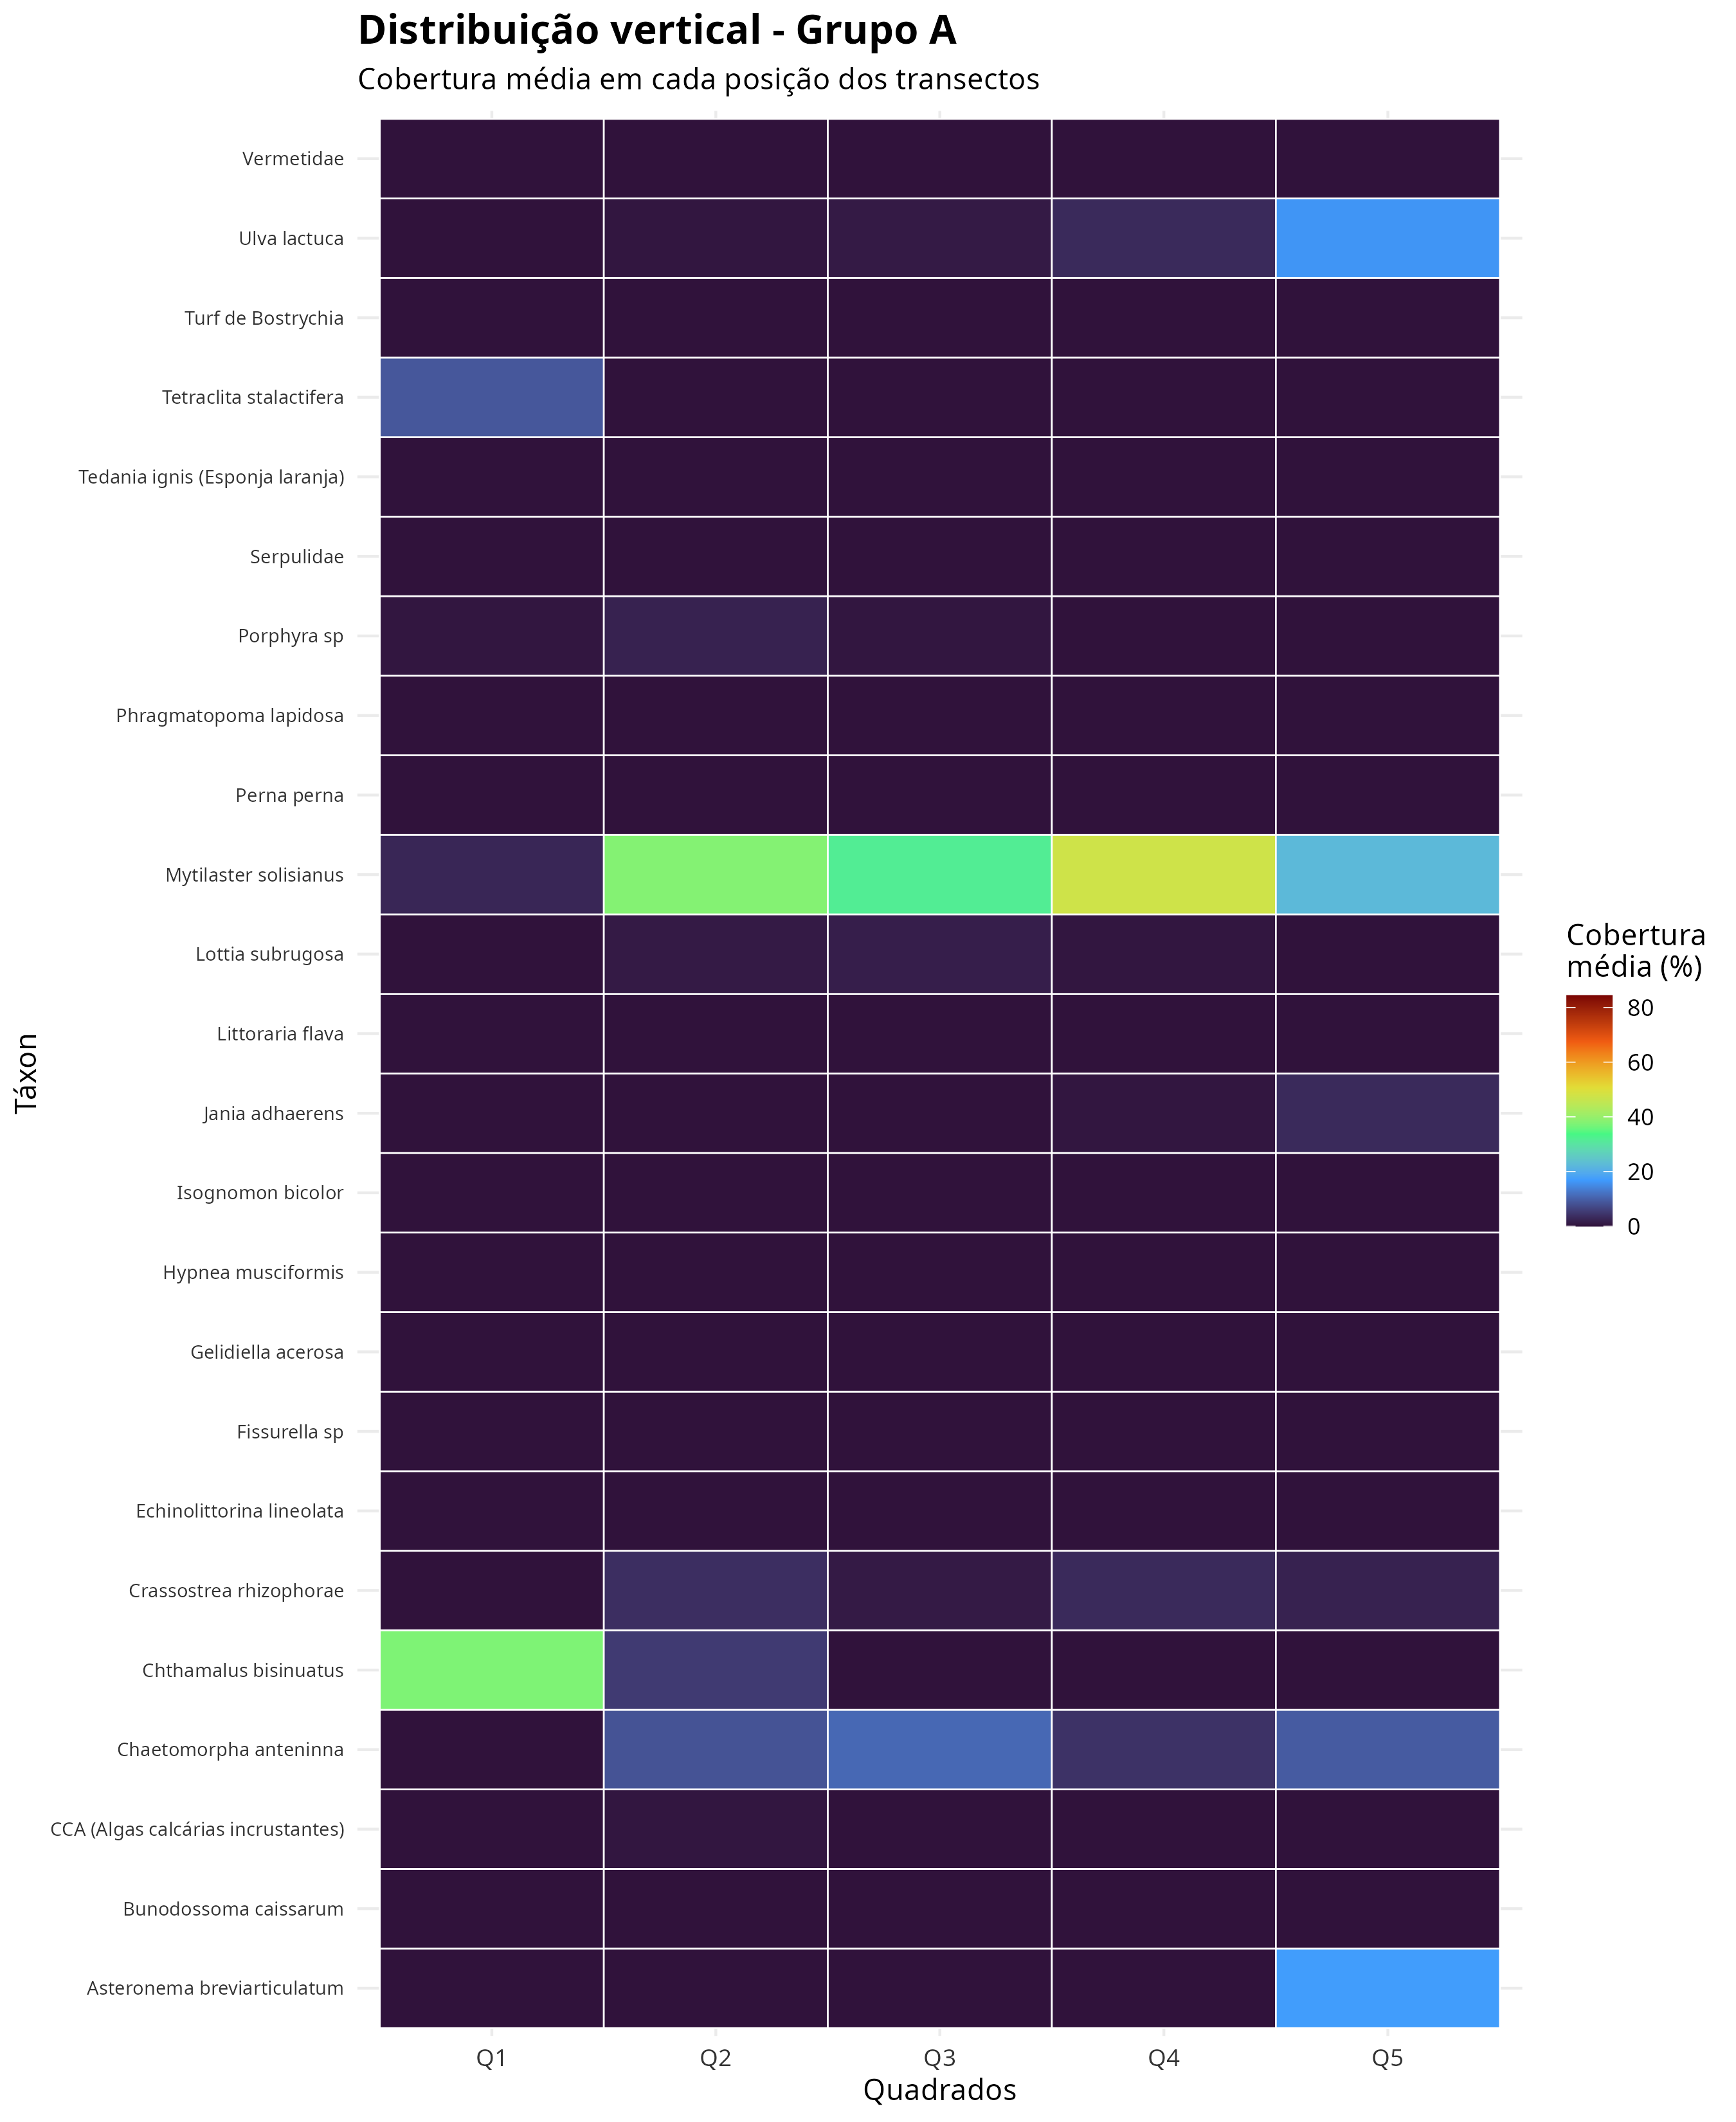 Distribuição vertical - Grupo A
Cobertura média em cada posição dos transectos
Táxon
Vermetidae
Ulva lactuca
Turf de Bostrychia
Tetraclita stalactifera
Tedania ignis (Esponja laranja)
Serpulidae
Porphyra sp
Phragmatopoma lapidosa
Perna perna
Mytilaster solisianus
Lottia subrugosa
Littoraria flava
Jania adhaerens
Isognomon bicolor
Hypnea musciformis
Gelidiella acerosa
Fissurella sp
Echinolittorina lineolata
Crassostrea rhizophorae
Chthamalus bisinuatus
Chaetomorpha anteninna
CCA (Algas calcárias incrustantes)
Bunodossoma caissarum
Asteronema breviarticulatum
Q1 Q2 Q3 Q4 Q5
Quadrados
Cobertura
média (%)
80
60
40
20
0